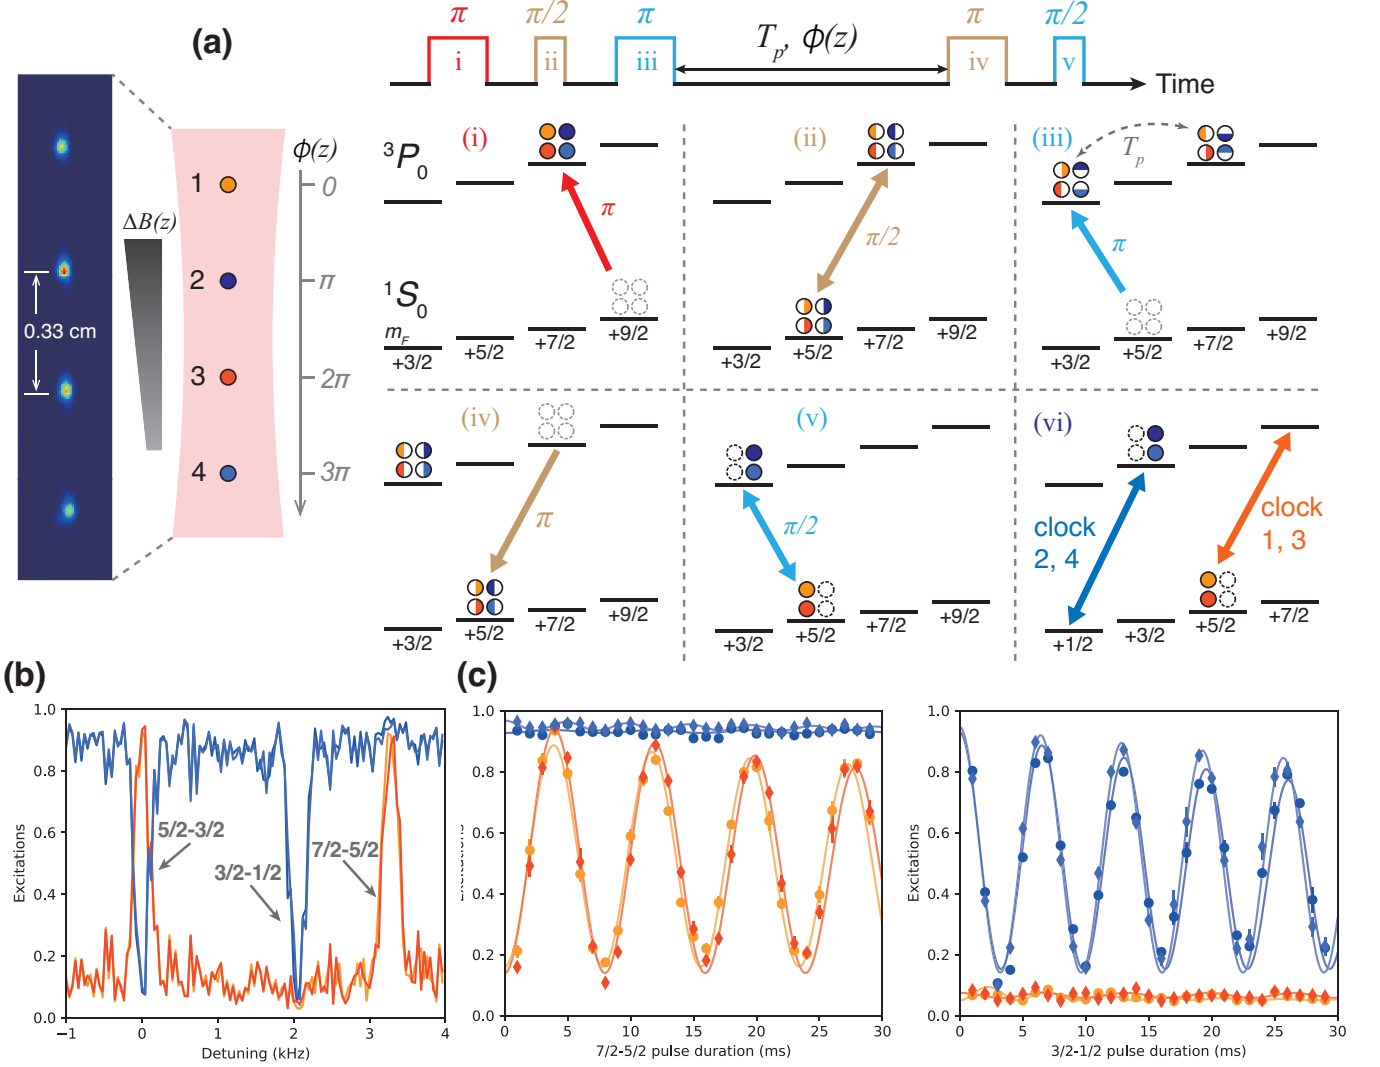 (a)
π
π/2
π
π
π/2
i
ii
iii
Tp, ϕ(z)
iv
v
Time
0.33 cm
ΔB(z)
ϕ(z)
1
0
2
π
3
2π
4
3π
(i)
³P₀
π
¹S₀
mF
+3/2
+5/2
+7/2
+9/2
(ii)
π/2
+3/2
+5/2
+7/2
+9/2
(iii)
Tp
π
+3/2
+5/2
+7/2
+9/2
(iv)
π
+3/2
+5/2
+7/2
+9/2
(v)
π/2
+3/2
+5/2
+7/2
+9/2
(vi)
clock
2, 4
clock
1, 3
+1/2
+3/2
+5/2
+7/2
(b)
1.0
0.8
0.6
0.4
0.2
0.0
Excitations
5/2-3/2
3/2-1/2
7/2-5/2
−1
0
1
2
3
4
Detuning (kHz)
(c)
1.0
0.8
0.6
0.4
0.2
0.0
0
5
10
15
20
25
30
7/2-5/2 pulse duration (ms)
1.0
0.8
0.6
0.4
0.2
0.0
Excitations
0
5
10
15
20
25
30
3/2-1/2 pulse duration (ms)